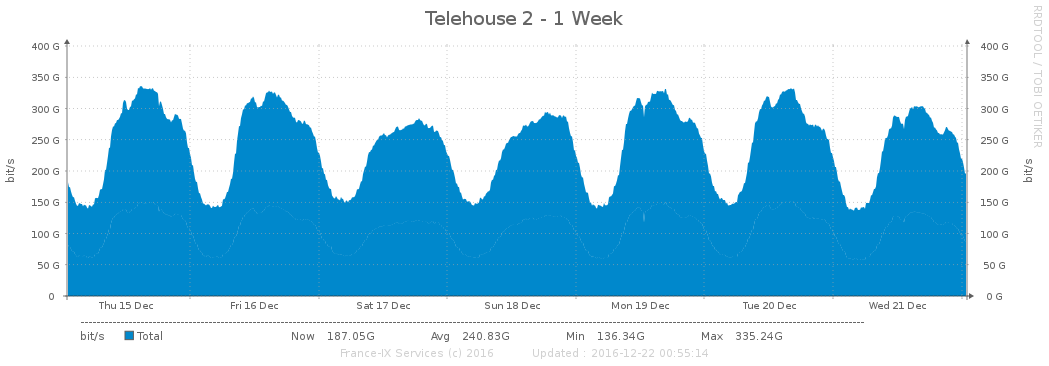 Telehouse 2 - 1 Week
RRDTOOL / TOBI OETIKER
400 G 400 G
350 G 350 G
300 G 300 G
250 G 250 G
200 G 200 G
150 G 150 G
100 G 100 G
50 G 50 G
0 0 G
bit/s bit/s
Thu 15 Dec Fri 16 Dec Sat 17 Dec Sun 18 Dec Mon 19 Dec Tue 20 Dec Wed 21 Dec
bit/s Total Now 187.05G Avg 240.83G Min 136.34G Max 335.24G
France-IX Services (c) 2016 Updated : 2016-12-22 00:55:14